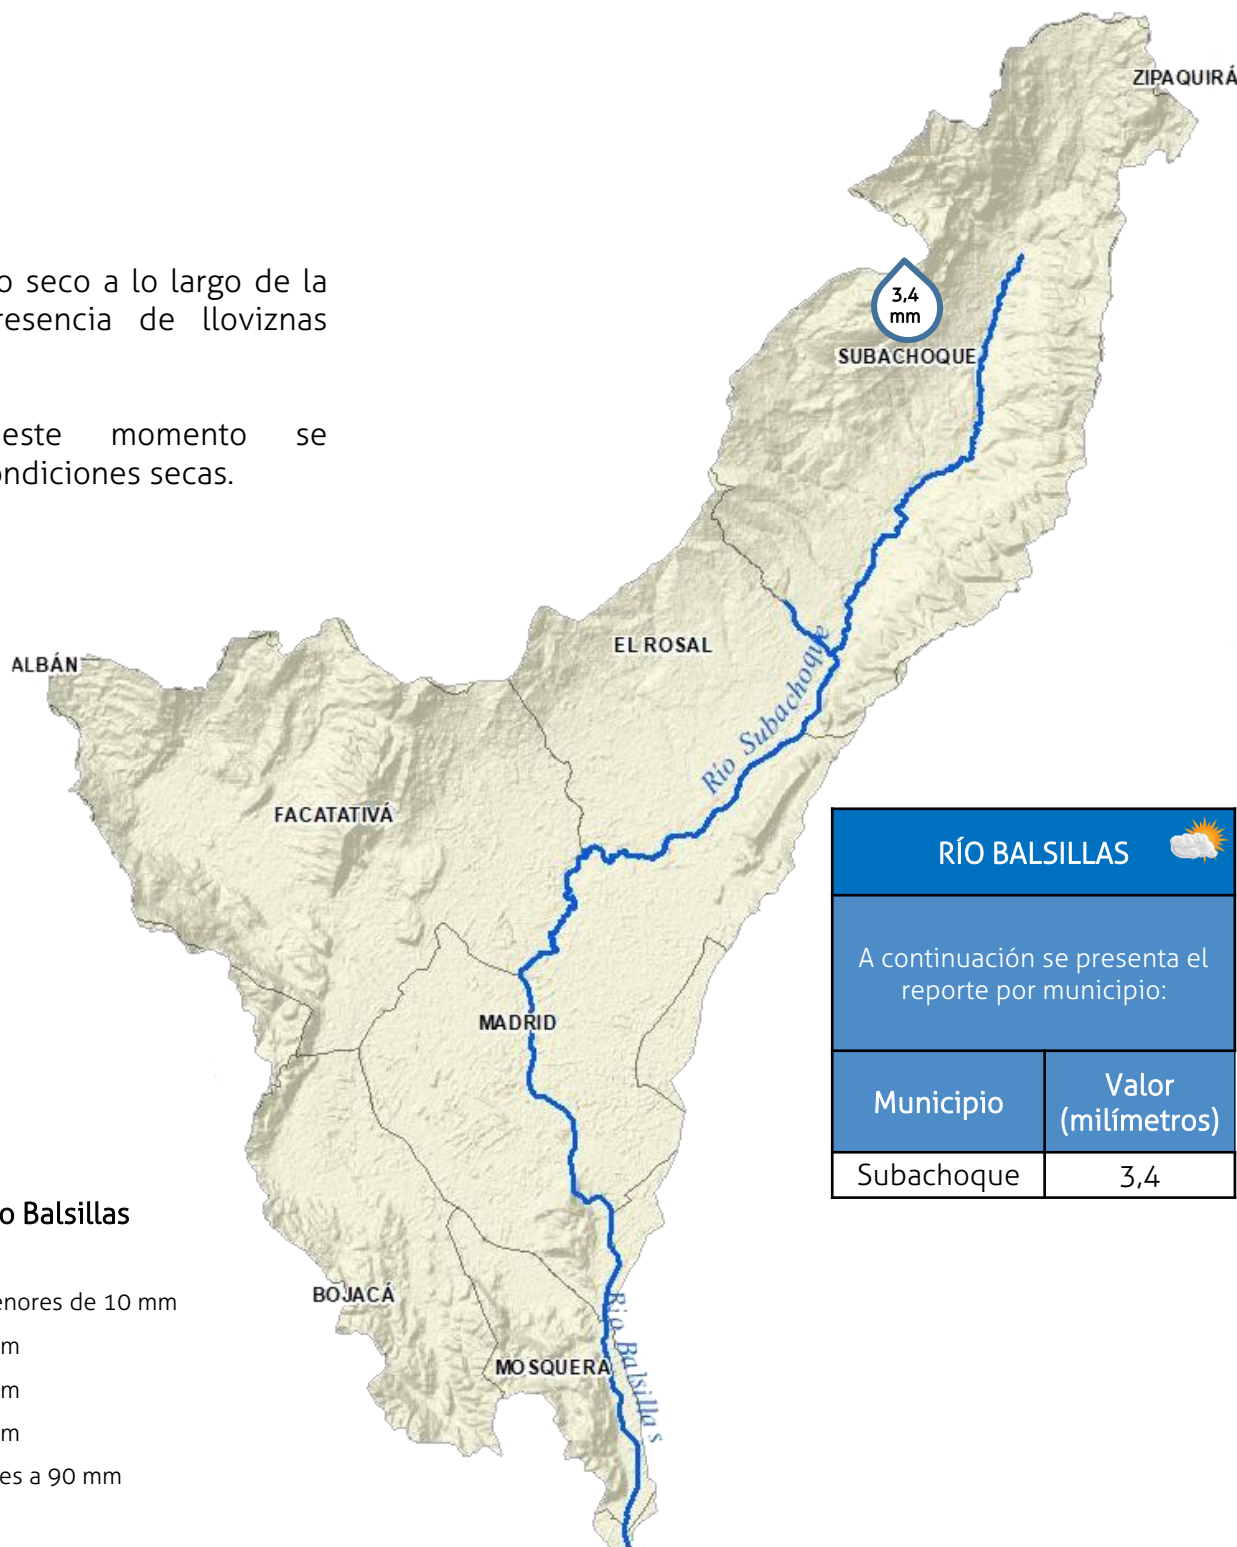 ZIPAQUIRÁ
o seco a lo largo de la
resencia de lloviznas
3,4
mm
SUBACHOQUE
este momento se
ondiciones secas.
EL ROSAL
ALBÁN
Río Subachoque
FACATATIVÁ
RÍO BALSILLAS
A continuación se presenta el
reporte por municipio:
Municipio
Valor
(milímetros)
Subachoque
3,4
MADRID
o Balsillas
enores de 10 mm
m
m
m
es a 90 mm
BOJACÁ
MOSQUERA
Río Balsillas